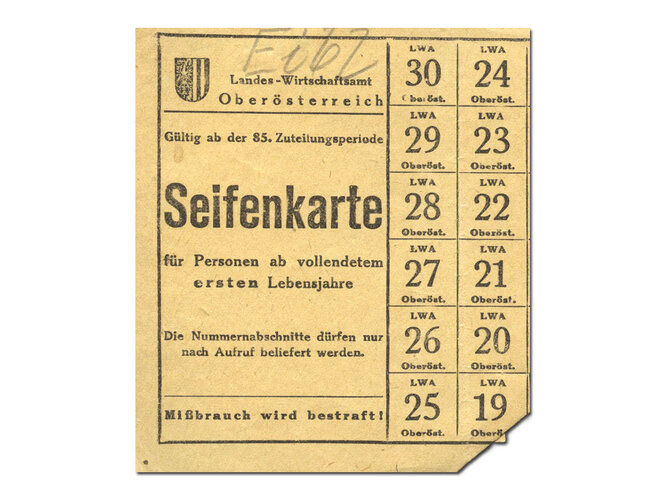 Eibl
Landes-Wirtschaftsamt
Oberösterreich
Gültig ab der 85. Zuteilungsperiode
Seifenkarte
für Personen ab vollendetem
ersten Lebensjahre
Die Nummernabschnitte dürfen nur
nach Aufruf beliefert werden.
Mißbrauch wird bestraft!
LWA
30
Oberöst.
LWA
24
Oberöst.
LWA
29
Oberöst.
LWA
23
Oberöst.
LWA
28
Oberöst.
LWA
22
Oberöst.
LWA
27
Oberöst.
LWA
21
Oberöst.
LWA
26
Oberöst.
LWA
20
Oberöst.
LWA
25
Oberöst.
LWA
19
Oberö